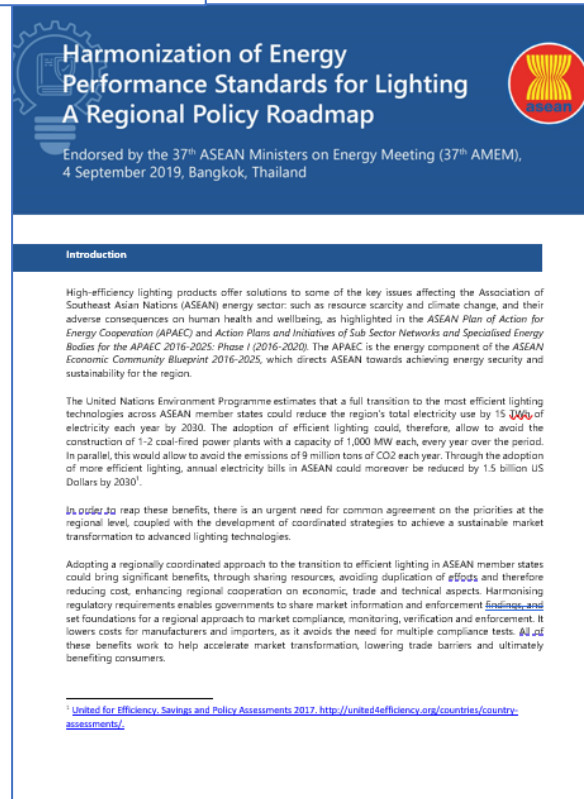 Harmonization of Energy
Performance Standards for Lighting
A Regional Policy Roadmap
asean
Endorsed by the 37th ASEAN Ministers on Energy Meeting (37th AMEM),
4 September 2019, Bangkok, Thailand
Introduction
High-efficiency lighting products offer solutions to some of the key issues affecting the Association of
Southeast Asian Nations (ASEAN) energy sector: such as resource scarcity and climate change, and their
adverse consequences on human health and wellbeing, as highlighted in the ASEAN Plan of Action for
Energy Cooperation (APAEC) and Action Plans and Initiatives of Sub Sector Networks and Specialised Energy
Bodies for the APAEC 2016-2025: Phase I (2016-2020). The APAEC is the energy component of the ASEAN
Economic Community Blueprint 2016-2025, which directs ASEAN towards achieving energy security and
sustainability for the region.
The United Nations Environment Programme estimates that a full transition to the most efficient lighting
technologies across ASEAN member states could reduce the region's total electricity use by 15 TWh of
electricity each year by 2030. The adoption of efficient lighting could, therefore, allow to avoid the
construction of 1-2 coal-fired power plants with a capacity of 1,000 MW each, every year over the period.
In parallel, this would allow to avoid the emissions of 9 million tons of CO2 each year. Through the adoption
of more efficient lighting, annual electricity bills in ASEAN could moreover be reduced by 1.5 billion US
Dollars by 2030¹.
In order to reap these benefits, there is an urgent need for common agreement on the priorities at the
regional level, coupled with the development of coordinated strategies to achieve a sustainable market
transformation to advanced lighting technologies.
Adopting a regionally coordinated approach to the transition to efficient lighting in ASEAN member states
could bring significant benefits, through sharing resources, avoiding duplication of efforts and therefore
reducing cost, enhancing regional cooperation on economic, trade and technical aspects. Harmonising
regulatory requirements enables governments to share market information and enforcement findings, and
set foundations for a regional approach to market compliance, monitoring, verification and enforcement. It
lowers costs for manufacturers and importers, as it avoids the need for multiple compliance tests. All of
these benefits work to help accelerate market transformation, lowering trade barriers and ultimately
benefiting consumers.
¹ United for Efficiency. Savings and Policy Assessments 2017. http://united4efficiency.org/countries/country-
assessments/.